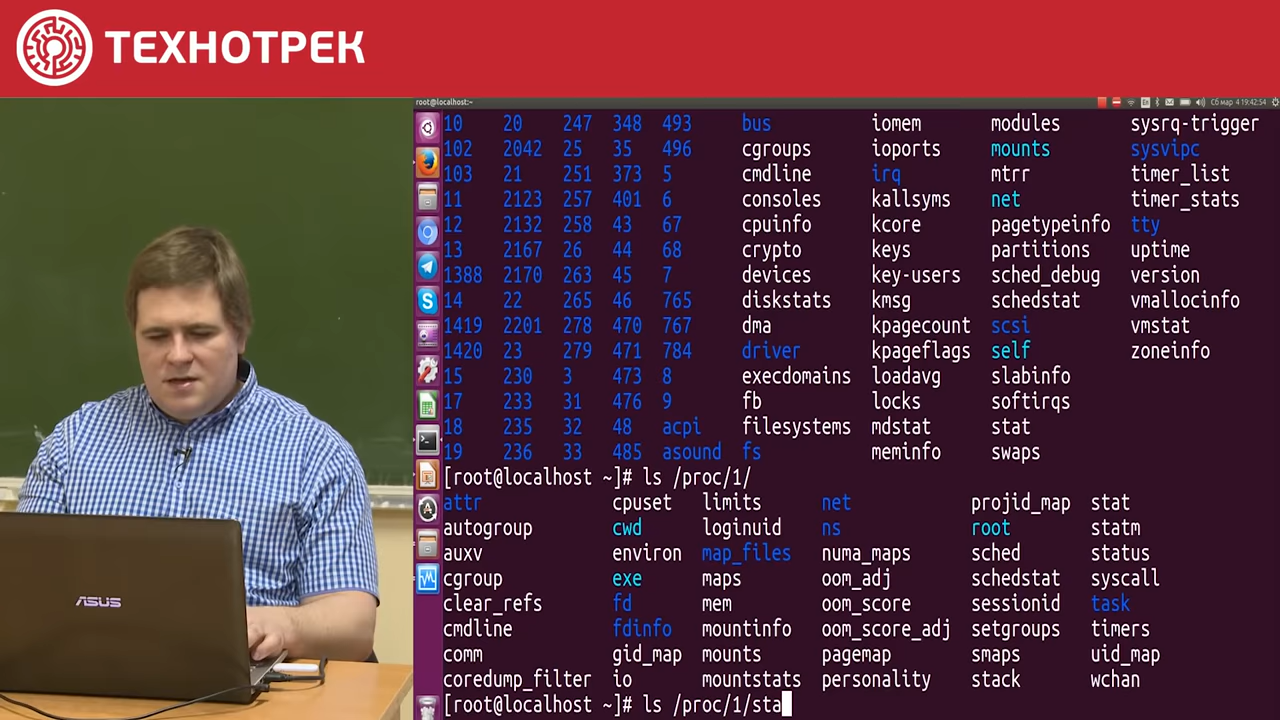 ТЕХНОТРЕК
root@localhost:~
En
Сб мар 4 19:42:54
10 20 247 348 493 bus iomem modules sysrq-trigger
102 2042 25 35 496 cgroups ioports mounts sysvipc
103 21 251 373 5 cmdline irq mtrr timer_list
11 2123 257 401 6 consoles kallsyms net timer_stats
12 2132 258 43 67 cpuinfo kcore pagetypeinfo tty
13 2167 26 44 68 crypto keys partitions uptime
1388 2170 263 45 7 devices key-users sched_debug version
14 22 265 46 765 diskstats kmsg schedstat vmallocinfo
1419 2201 278 470 767 dma kpagecount scsi vmstat
1420 23 279 471 784 driver kpageflags self zoneinfo
15 230 3 473 8 execdomains loadavg slabinfo
17 233 31 476 9 fb locks softirqs
18 235 32 48 acpi filesystems mdstat stat
19 236 33 485 asound fs meminfo swaps
[root@localhost ~]# ls /proc/1/
attr cpuset limits net projid_map stat
autogroup cwd loginuid ns root statm
auxv environ map_files numa_maps sched status
cgroup exe maps oom_adj schedstat syscall
clear_refs fd mem oom_score sessionid task
cmdline fdinfo mountinfo oom_score_adj setgroups timers
comm gid_map mounts pagemap smaps uid_map
coredump_filter io mountstats personality stack wchan
[root@localhost ~]# ls /proc/1/sta
ASUS